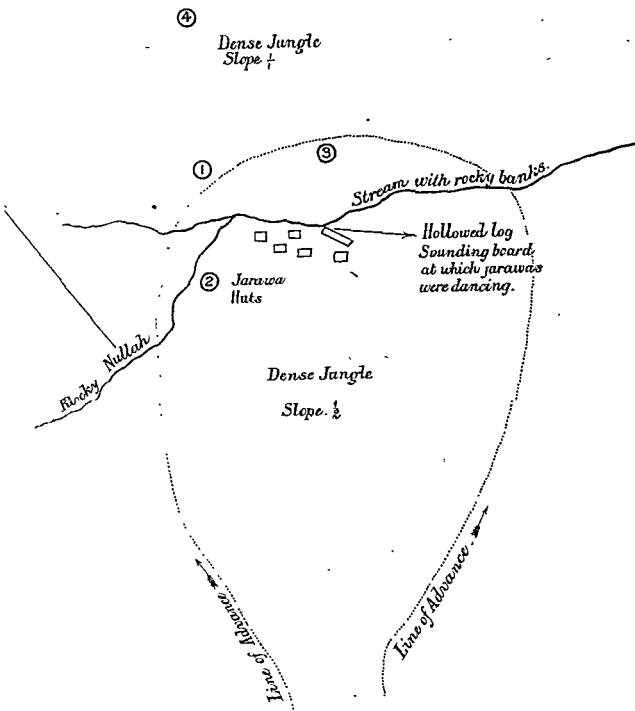 ④
Dense Jungle
Slope 1/1
①
③
Stream with rocky banks.
Hollowed log
Sounding board
at which jarawas
were dancing.
②
Jarawa
Huts
Rocky Nullah
Dense Jungle
Slope. 1/2
Line of Advance
Line of Advance.